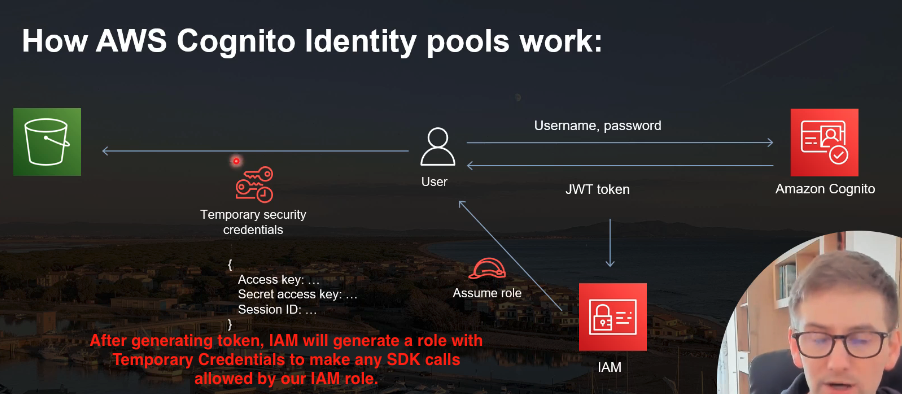 How AWS Cognito Identity pools work:
Username, password
User
JWT token
Amazon Cognito
Temporary security
credentials
{
Access key: ...
Secret access key: ...
Session ID: ...
}
Assume role
IAM
After generating token, IAM will generate a role with
Temporary Credentials to make any SDK calls
allowed by our IAM role.